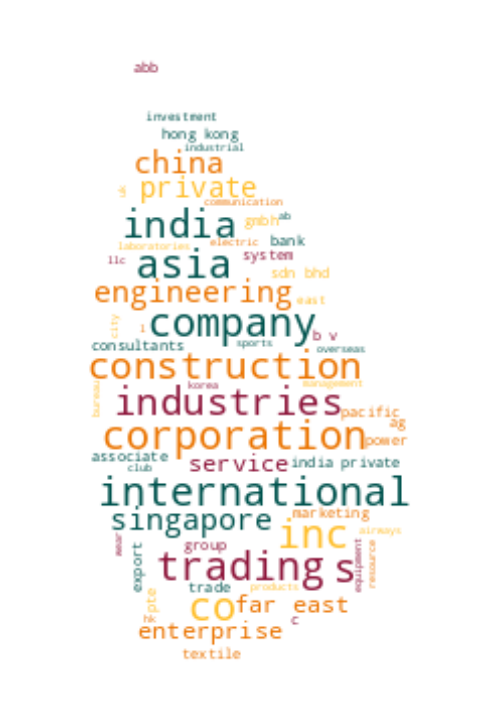 abb
investment
hong kong
industrial
china
uk private
communication
india gmbh ab
laboratories electric bank
llc asia system
sdn bhd
engineering east
city 1 company b v
consultants sports overseas
construction
bureau korea management
industries pacific
corporation ag
power
associate service india private
club
international
singapore inc marketing
wear group airways
export tradings equipment resource
trade products
pte co far east
hk enterprise c
textile